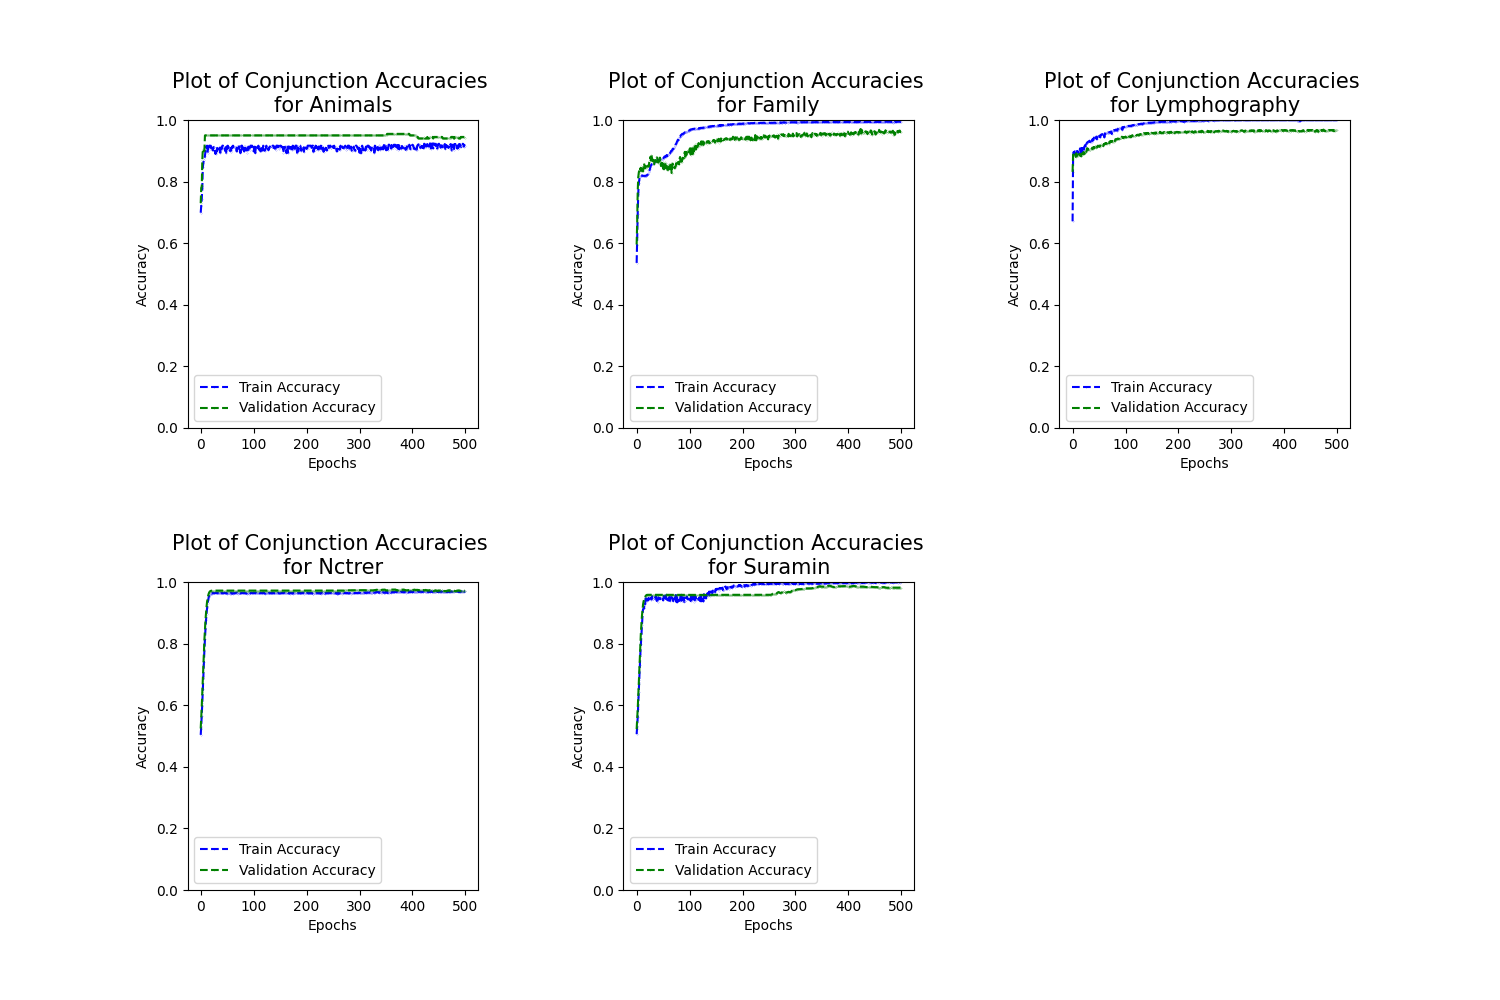 Plot of Conjunction Accuracies
for Animals
1.0
0.8
0.6
0.4
0.2
0.0
Accuracy
Train Accuracy
Validation Accuracy
0 100 200 300 400 500
Epochs
Plot of Conjunction Accuracies
for Family
1.0
0.8
0.6
0.4
0.2
0.0
Accuracy
Train Accuracy
Validation Accuracy
0 100 200 300 400 500
Epochs
Plot of Conjunction Accuracies
for Lymphography
1.0
0.8
0.6
0.4
0.2
0.0
Accuracy
Train Accuracy
Validation Accuracy
0 100 200 300 400 500
Epochs
Plot of Conjunction Accuracies
for Nctrer
1.0
0.8
0.6
0.4
0.2
0.0
Accuracy
Train Accuracy
Validation Accuracy
0 100 200 300 400 500
Epochs
Plot of Conjunction Accuracies
for Suramin
1.0
0.8
0.6
0.4
0.2
0.0
Accuracy
Train Accuracy
Validation Accuracy
0 100 200 300 400 500
Epochs